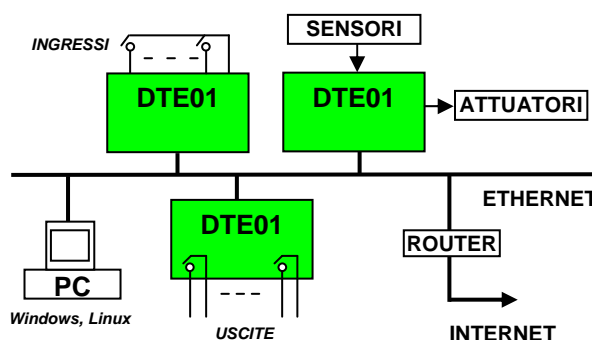 INGRESSI
SENSORI
DTE01
DTE01
ATTUATORI
ETHERNET
DTE01
ROUTER
PC
Windows, Linux
USCITE
INTERNET